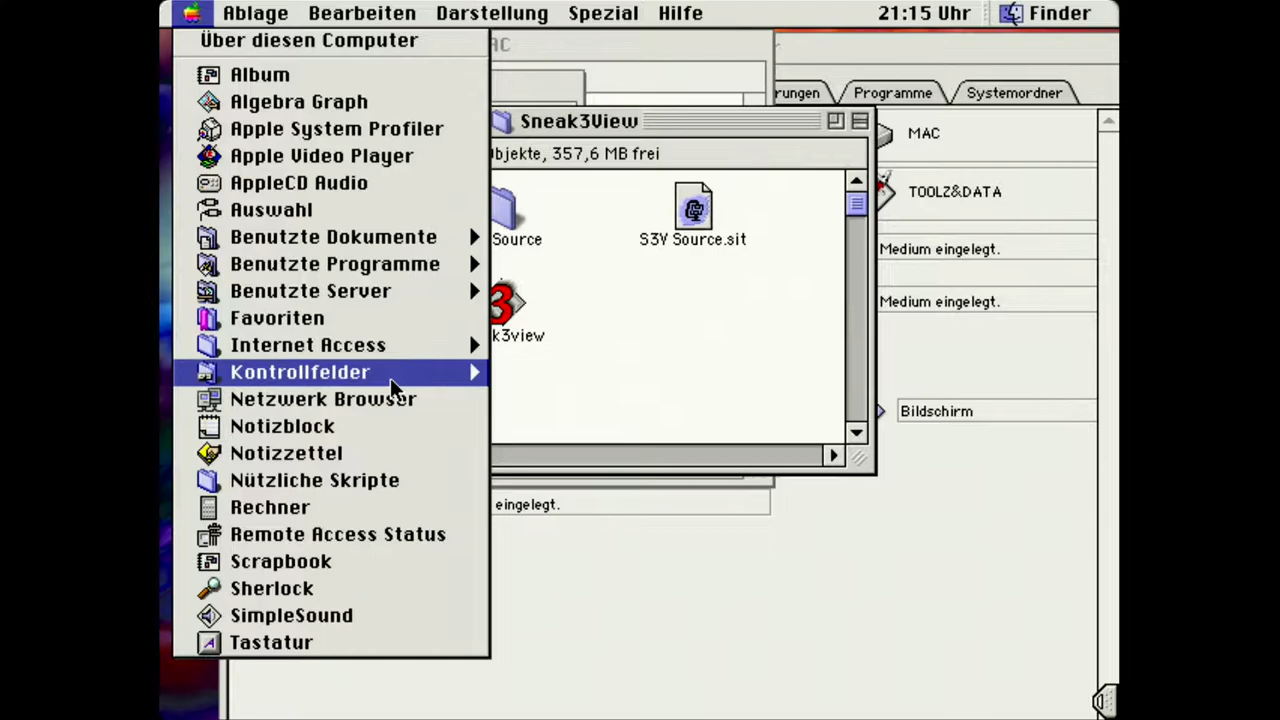 Ablage Bearbeiten Darstellung Spezial Hilfe 21:15 Uhr Finder
Über diesen Computer
Album
Algebra Graph
Apple System Profiler
Apple Video Player
AppleCD Audio
Auswahl
Benutzte Dokumente
Benutzte Programme
Benutzte Server
Favoriten
Internet Access
Kontrollfelder
Netzwerk Browser
Notizblock
Notizzettel
Nützliche Skripte
Rechner
Remote Access Status
Scrapbook
Sherlock
SimpleSound
Tastatur
AC
Sneak3View
bjekte, 357,6 MB frei
Source
S3V Source.sit
k3view
eingelegt.
rungen Programme Systemordner
MAC
TOOLZ&DATA
Medium eingelegt.
Medium eingelegt.
Bildschirm